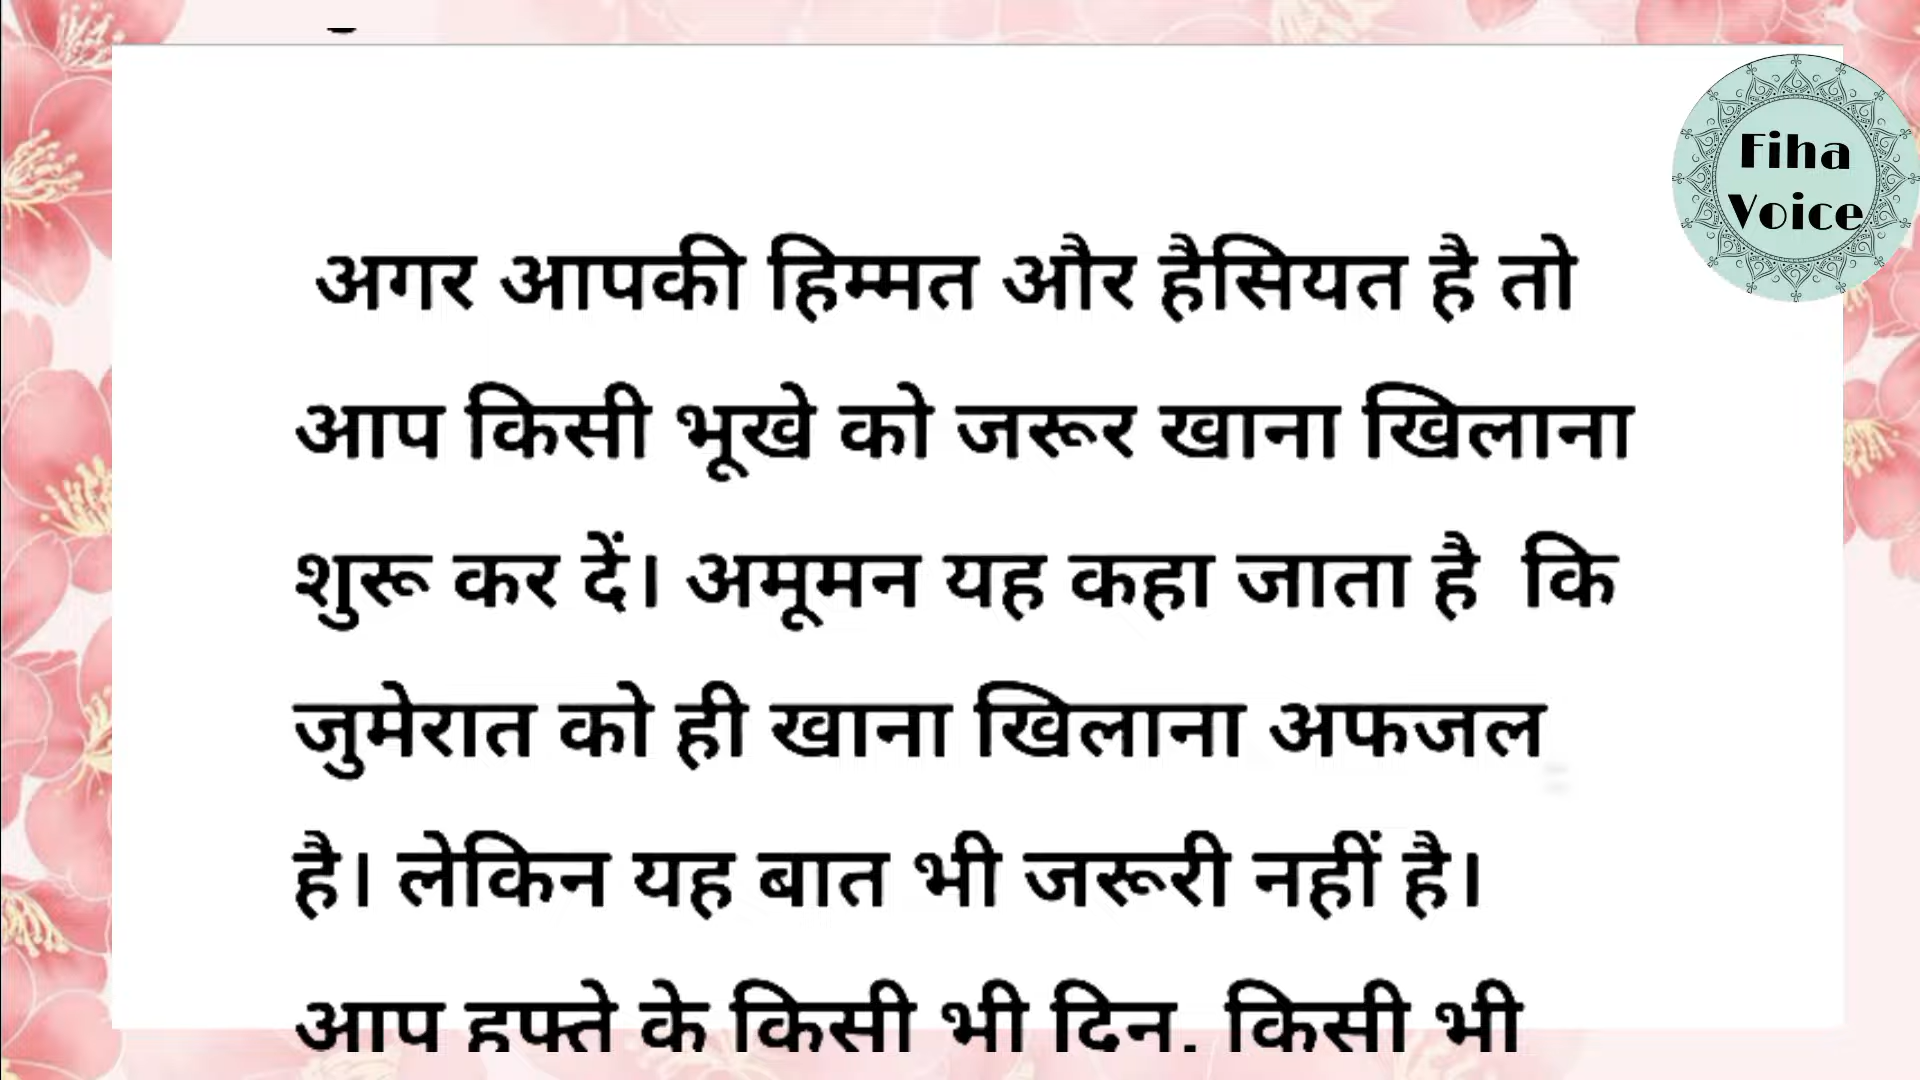 Fiha
Voice
अगर आपकी हिम्मत और हैसियत है तो
आप किसी भूखे को जरूर खाना खिलाना
शुरू कर दें। अमूमन यह कहा जाता है कि
जुमेरात को ही खाना खिलाना अफजल
है। लेकिन यह बात भी जरूरी नहीं है।
आप हफ्ते के किसी भी दिन, किसी भी